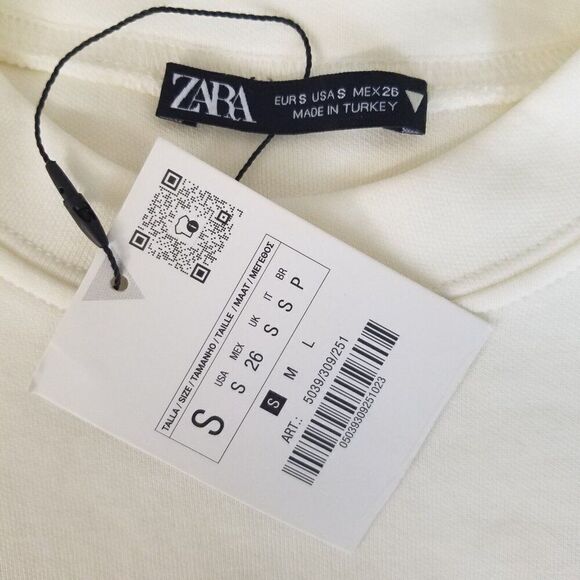 ZARA
EUR S USA S MEX 26
MADE IN TURKEY
TALLA / SIZE / TAMANHO / TAILLE / MAAT / ΜΕΓΕΘΟΣ
USA MEX UK IT BR
S S 26 S S P
S M L
ART.: 5039/309/251
05039309251023